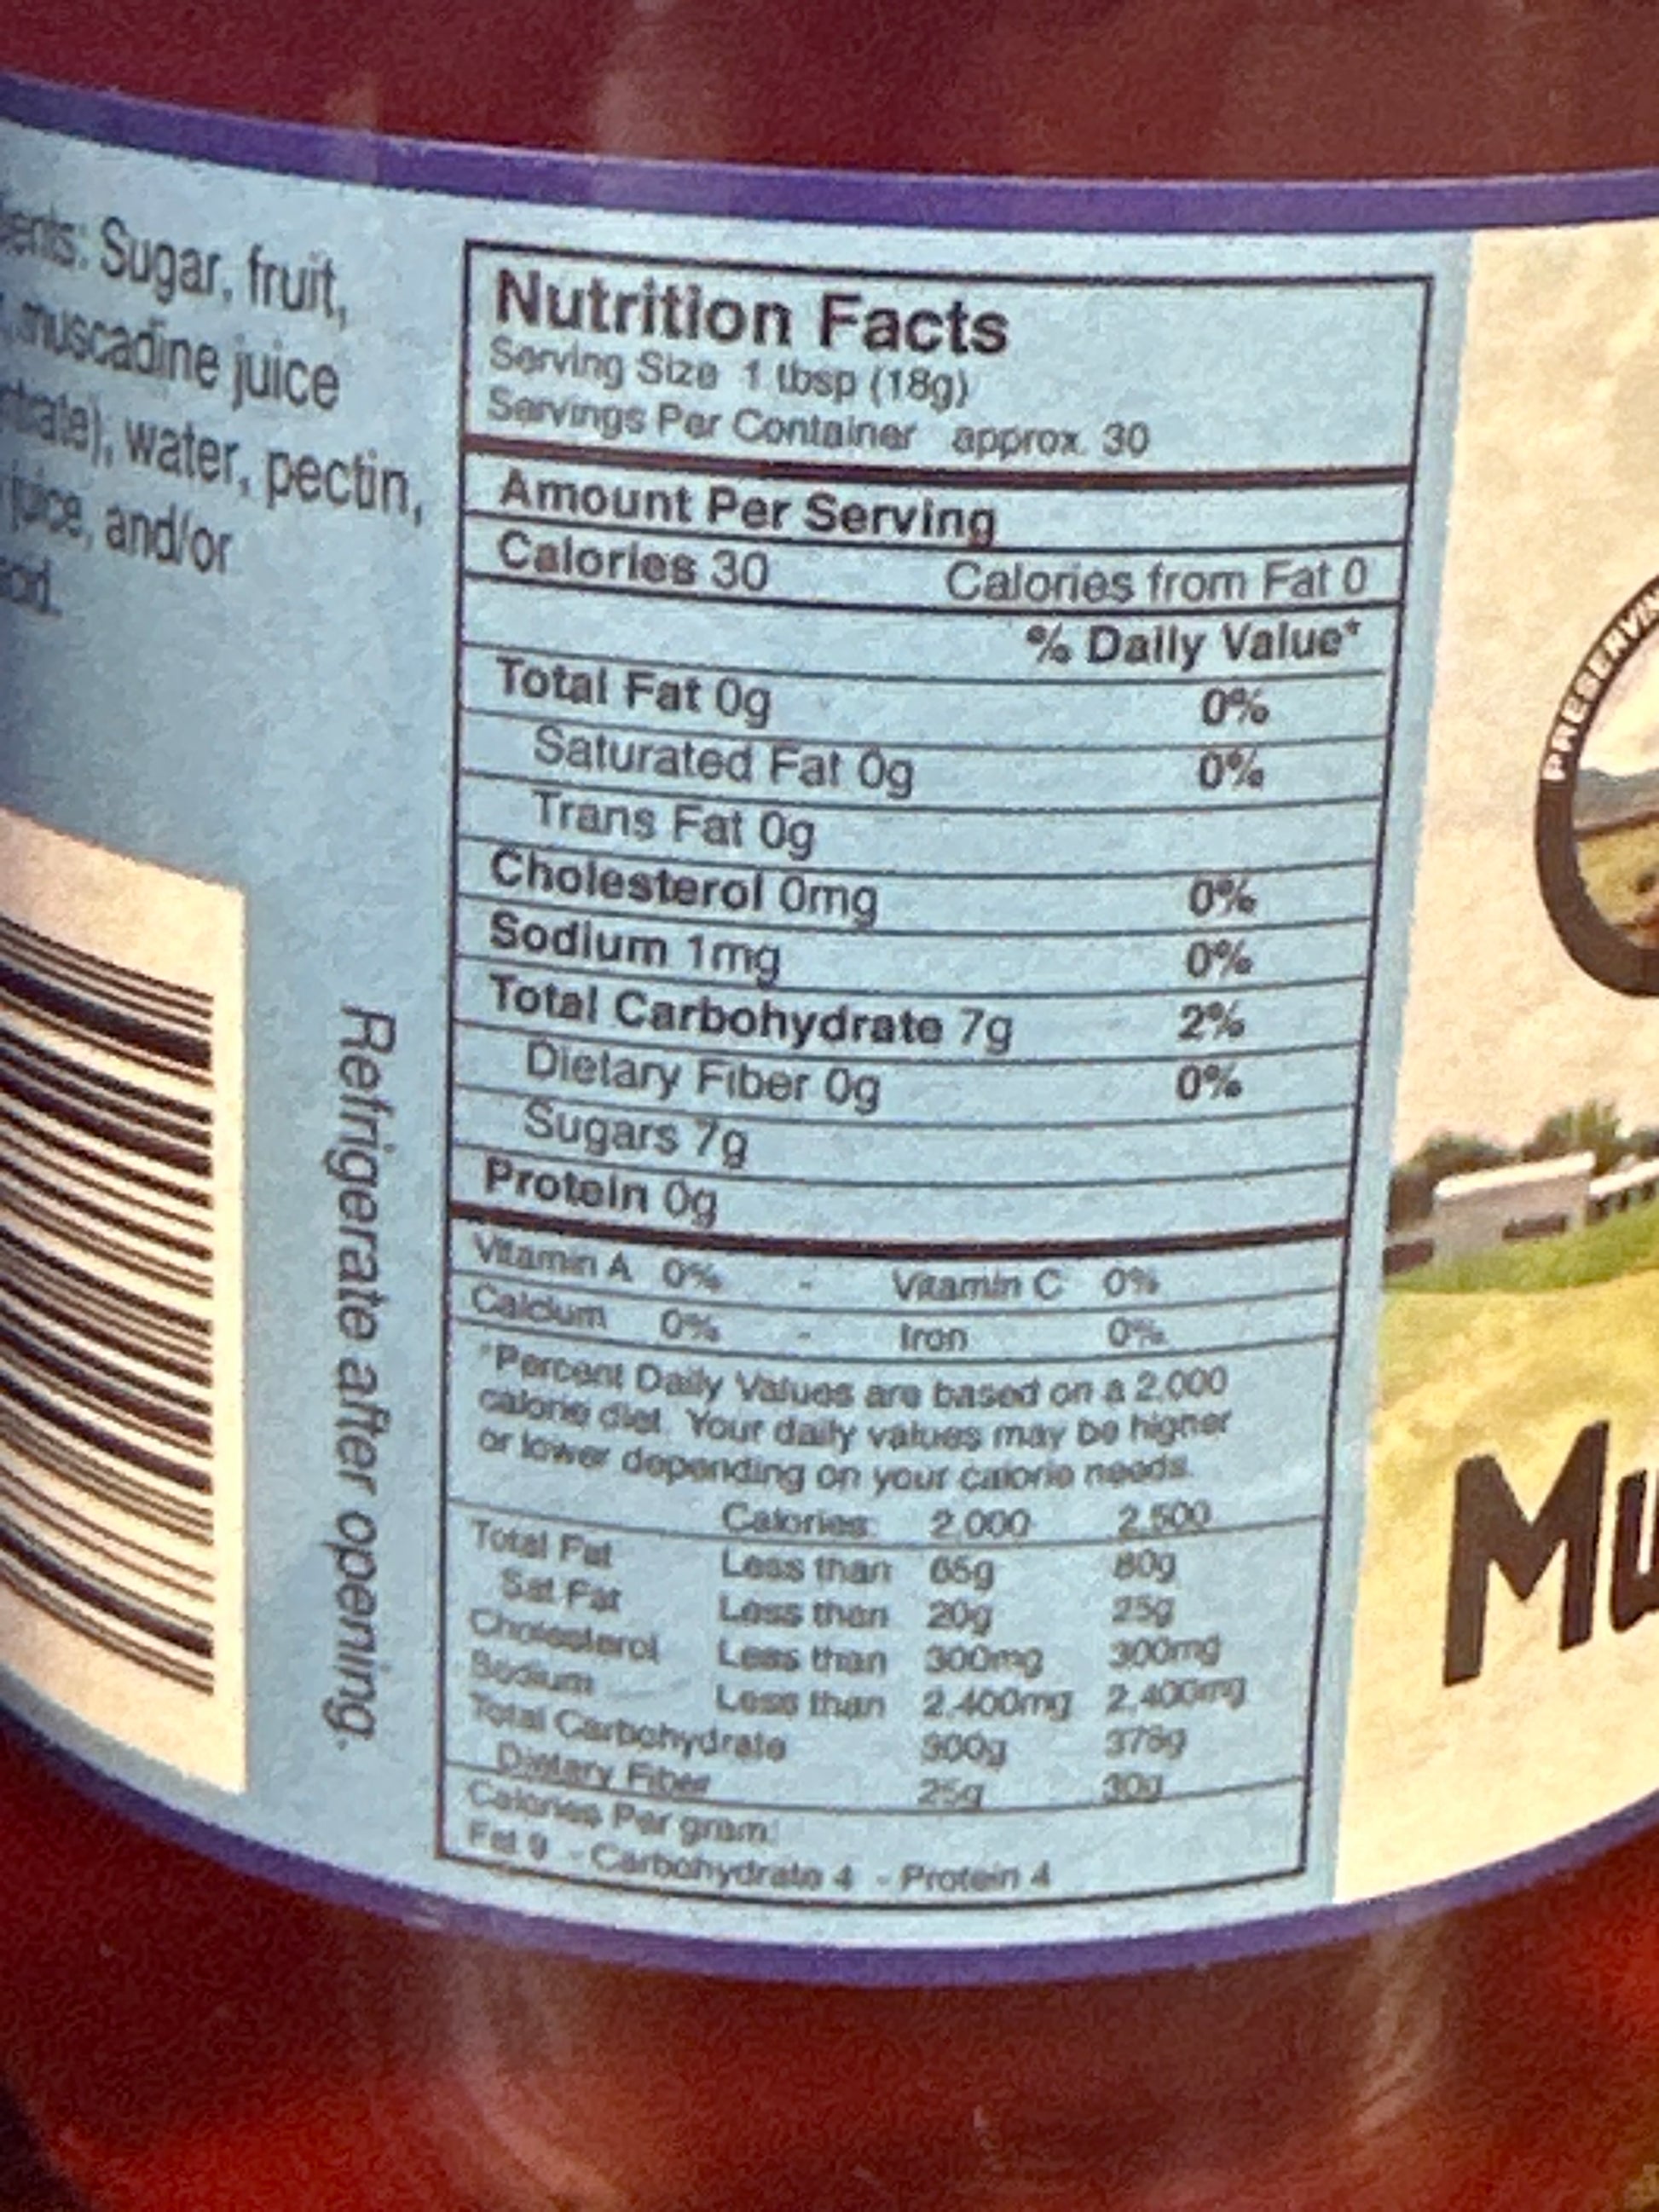 Sugar, fruit,
muscadine juice
water, pectin,
juice, and/or
Refrigerate after opening.
Nutrition Facts
Serving Size 1 tbsp (18g)
Servings Per Container approx. 30
Amount Per Serving
Calories 30 Calories from Fat 0
% Daily Value*
Total Fat 0g 0%
Saturated Fat 0g 0%
Trans Fat 0g
Cholesterol 0mg 0%
Sodium 1mg 0%
Total Carbohydrate 7g 2%
Dietary Fiber 0g 0%
Sugars 7g
Protein 0g
Vitamin A 0% - Vitamin C 0%
Calcium 0% - Iron 0%
*Percent Daily Values are based on a 2,000
calorie diet. Your daily values may be higher
or lower depending on your calorie needs.
Calories: 2,000 2,500
Total Fat Less than 65g 80g
Sat Fat Less than 20g 25g
Cholesterol Less than 300mg 300mg
Sodium Less than 2,400mg 2,400mg
Total Carbohydrate 300g 375g
Dietary Fiber 25g 30g
Calories Per gram:
Fat 9 - Carbohydrate 4 - Protein 4
Mu